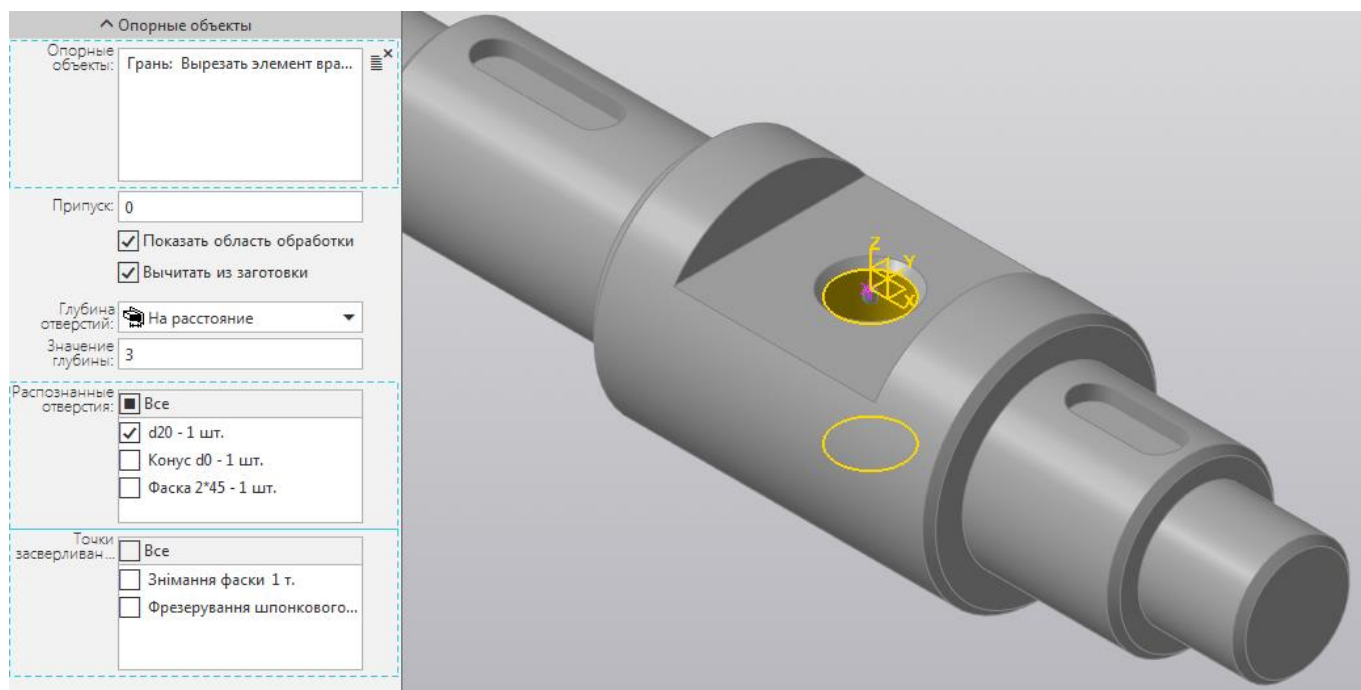 Опорные объекты
Опорные объекты:
Грань: Вырезать элемент вра...
Припуск:
0
Показать область обработки
Вычитать из заготовки
Глубина отверстий:
На расстояние
Значение глубины:
3
Распознанные отверстия:
Все
d20 - 1 шт.
Конус d0 - 1 шт.
Фаска 2*45 - 1 шт.
Точки засверливан...
Все
Знімання фаски 1 т.
Фрезерування шпонкового...
Z
Y
X